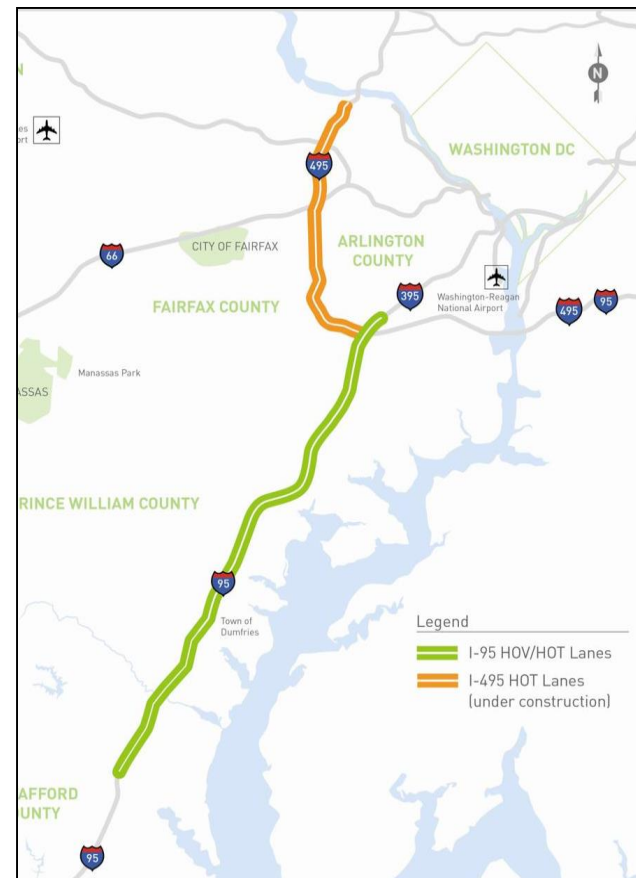 N
N
es
ort
WASHINGTON DC
495
CITY OF FAIRFAX
ARLINGTON
COUNTY
66
395
Washington-Reagan
National Airport
495
95
FAIRFAX COUNTY
Manassas Park
ASSAS
RINCE WILLIAM COUNTY
95
Town of
Dumfries
Legend
I-95 HOV/HOT Lanes
I-495 HOT Lanes
(under construction)
AFFORD
UNTY
95